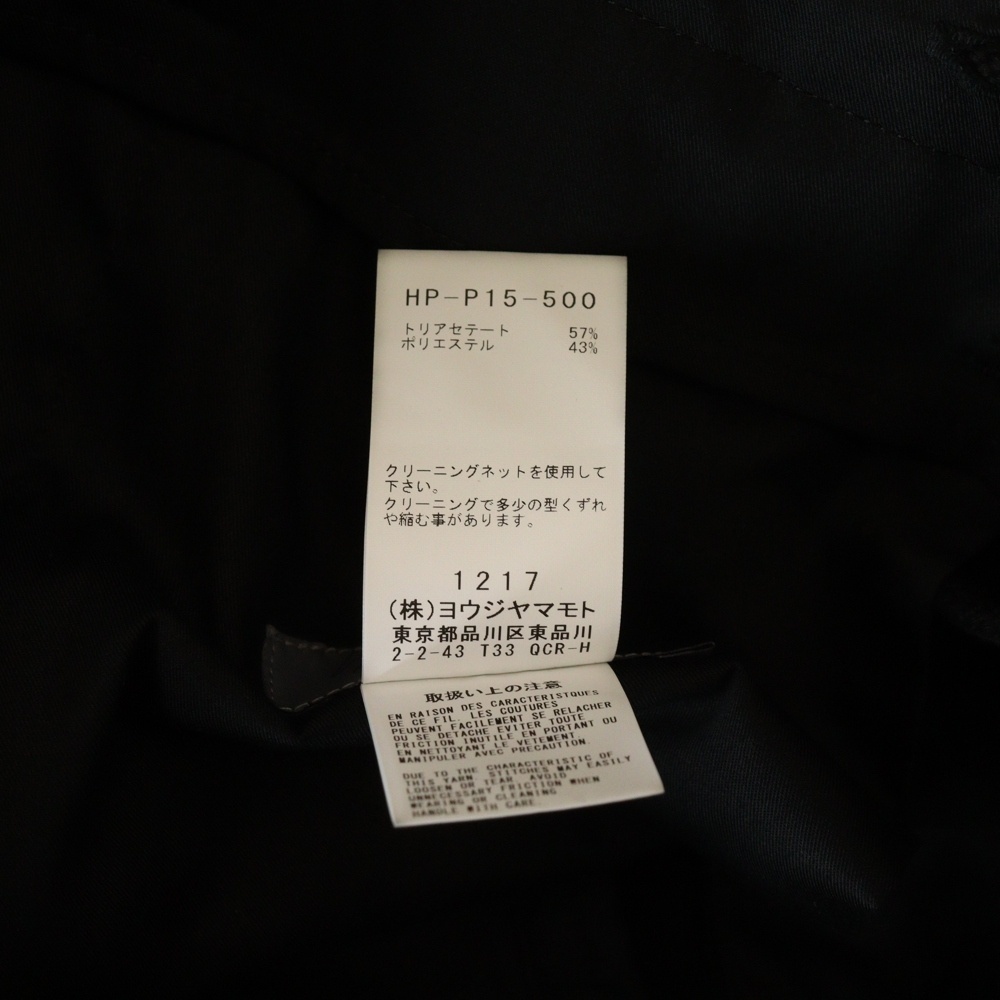 HP-P15-500
トリアセテート 57%
ポリエステル 43%
クリーニングネットを使用して
下さい。
クリーニングで多少の型くずれ
や縮む事があります。
1217
(株)ヨウジヤマモト
東京都品川区東品川
2-2-43 T33 QCR-H
取扱い上の注意
EN RAISON DES CARACTERISTQUES
DE CE FIL. LES COUTURES
PEUVENT FACILEMENT SE RELACHER
OU SE DETACHE EVITER TOUTE
FRICTION INUTILE EN PORTANT OU
EN NETTOYANT LE VETEMENT.
MANIPULER AVEC PRECAUTION.
DUE TO THE CHARACTERISTIC OF
THIS YARN. STITCHES MAY EASILY
LOOSEN OR TEAR. AVOID
UNNECESSARY FRICTION WHEN
WEARING OR CLEANING
HANDLE WITH CARE.